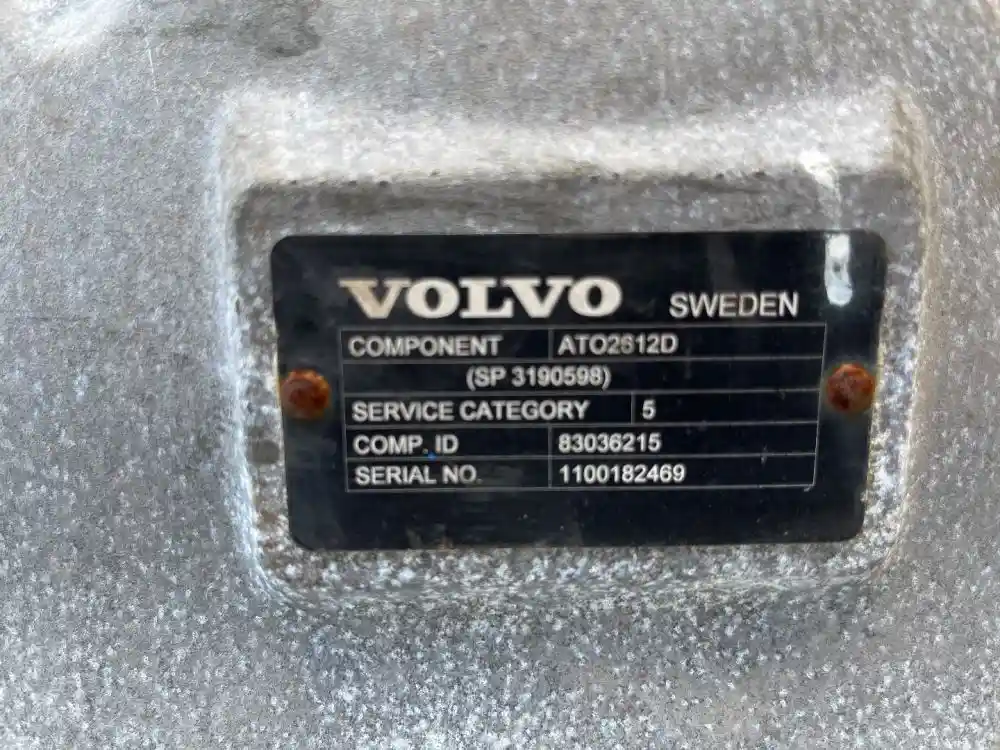 VOLVO SWEDEN
COMPONENT ATO2612D
(SP 3190598)
SERVICE CATEGORY 5
COMP. ID 83036215
SERIAL NO. 1100182469